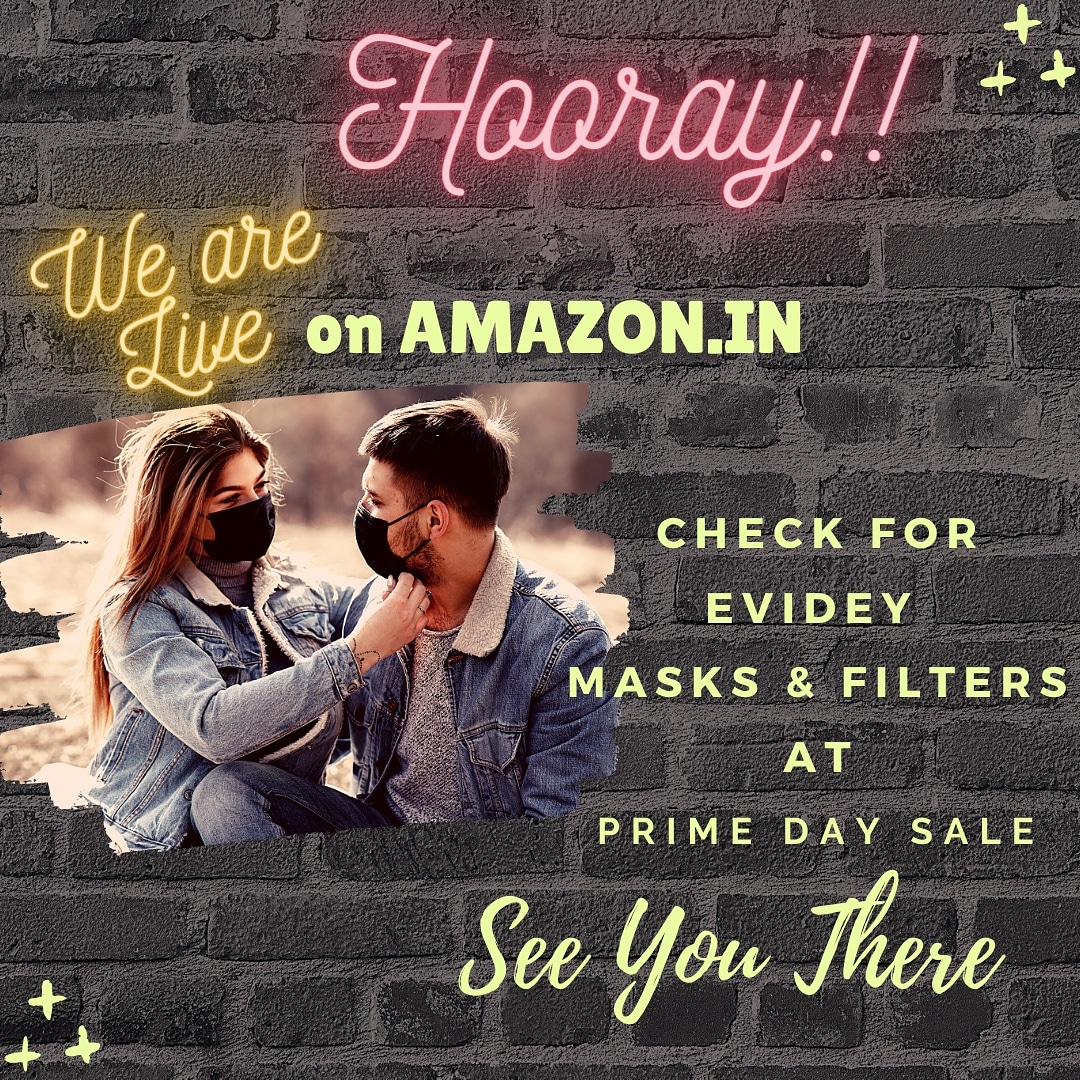 Hooray!!
We are
Live on AMAZON.IN
CHECK FOR
EVIDEY
MASKS & FILTERS
AT
PRIME DAY SALE
See You There